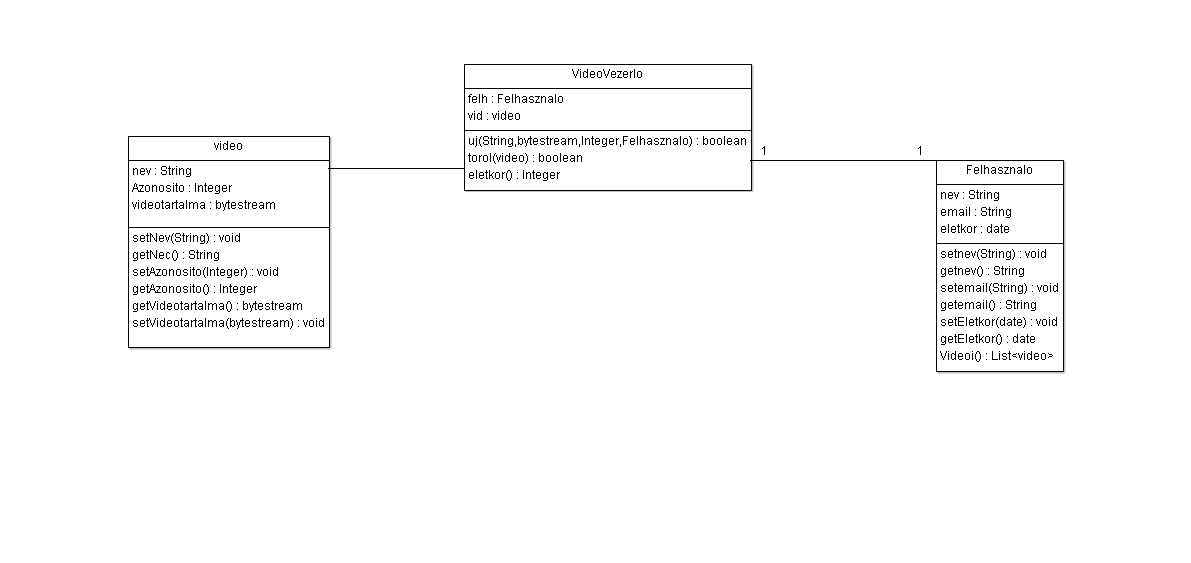 VideoVezerlo
felh : Felhasznalo
vid : video
uj(String,bytestream,Integer,Felhasznalo) : boolean
torol(video) : boolean
eletkor() : Integer
video
nev : String
Azonosito : Integer
videotartalma : bytestream
setNev(String) : void
getNec() : String
setAzonosito(Integer) : void
getAzonosito() : Integer
getVideotartalma() : bytestream
setVideotartalma(bytestream) : void
1
1
Felhasznalo
nev : String
email : String
eletkor : date
setnev(String) : void
getnev() : String
setemail(String) : void
getemail() : String
setEletkor(date) : void
getEletkor() : date
Videoi() : List<video>